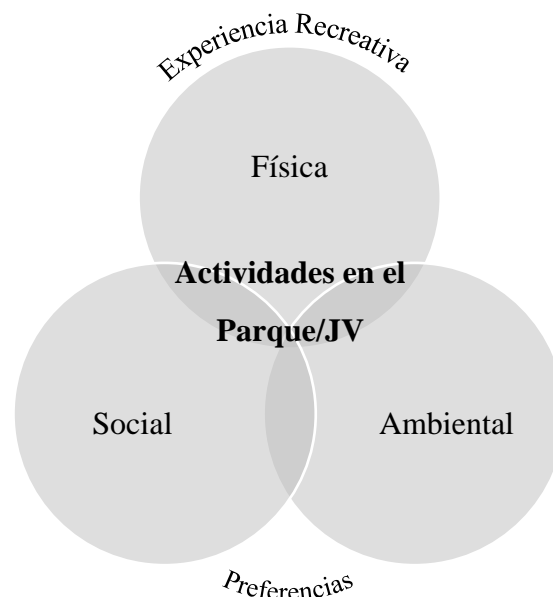 Experiencia Recreativa
Física
Actividades en el
Parque/JV
Social
Ambiental
Preferencias